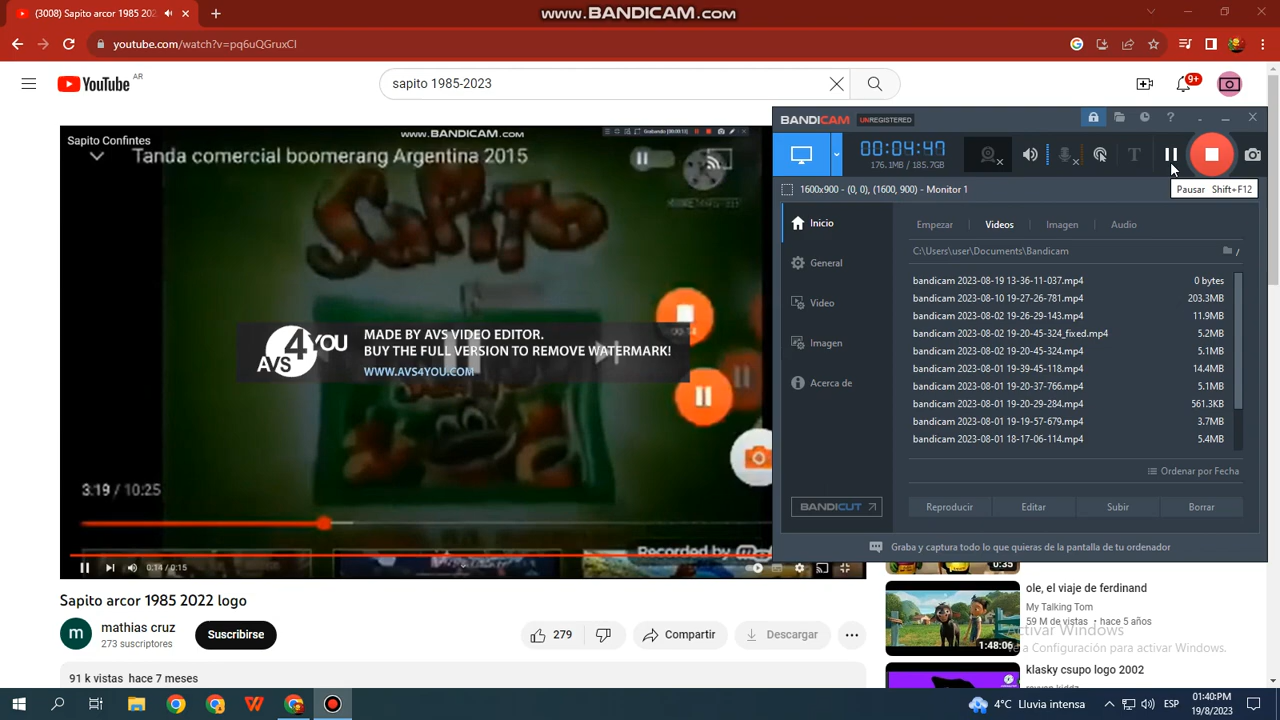 (3008) Sapito arcor 1985 202
www.BANDICAM.com
youtube.com/watch?v=pq6uQGruxCI
YouTube AR
sapito 1985-2023
9+
Sapito Confintes
www.BANDICAM.com
Tanda comercial boomerang Argentina 2015
Sapito
MADE BY AVS VIDEO EDITOR.
BUY THE FULL VERSION TO REMOVE WATERMARK!
WWW.AVS4YOU.COM
AVS 4 YOU
3:19 / 10:25
Recorded by
0:14 / 0:15
BANDICAM UNREGISTERED
00:04:47
176.1MB / 185.7GB
1600x900 - (0, 0), (1600, 900) - Monitor 1
Pausar Shift+F12
Inicio
General
Video
Imagen
Acerca de
BANDICUT
Empezar Videos Imagen Audio
C:\Users\user\Documents\Bandicam
bandicam 2023-08-19 13-36-11-037.mp4 0 bytes
bandicam 2023-08-10 19-27-26-781.mp4 203.3MB
bandicam 2023-08-02 19-26-29-143.mp4 11.9MB
bandicam 2023-08-02 19-20-45-324_fixed.mp4 5.2MB
bandicam 2023-08-02 19-20-45-324.mp4 5.1MB
bandicam 2023-08-01 19-39-45-118.mp4 14.4MB
bandicam 2023-08-01 19-20-37-766.mp4 5.1MB
bandicam 2023-08-01 19-20-29-284.mp4 561.3KB
bandicam 2023-08-01 19-19-57-679.mp4 3.7MB
bandicam 2023-08-01 18-17-06-114.mp4 5.4MB
Ordenar por Fecha
Reproducir Editar Subir Borrar
Graba y captura todo lo que quieras de la pantalla de tu ordenador
Sapito arcor 1985 2022 logo
m
mathias cruz
273 suscriptores
Suscribirse
279
Compartir
Descargar
91 k vistas hace 7 meses
0:35
ole, el viaje de ferdinand
My Talking Tom
59 M de vistas • hace 5 años
1:48:06
klasky csupo logo 2002
Activar Windows
Ve a Configuración para activar Windows.
4°C Lluvia intensa
ESP
01:40PM
19/8/2023